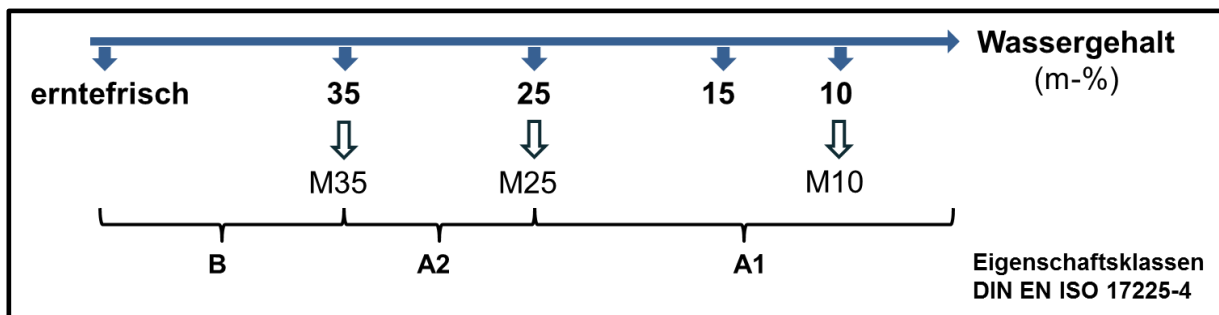 Wassergehalt
(m-%)
erntefrisch 35 25 15 10
M35 M25 M10
B A2 A1
Eigenschaftsklassen
DIN EN ISO 17225-4